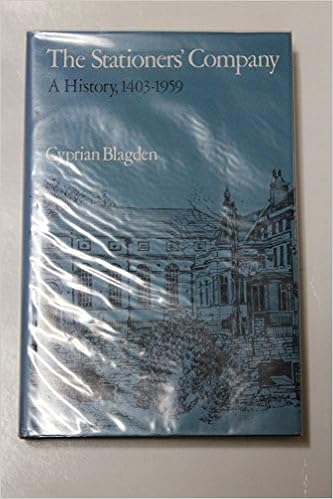 The Stationers' Company
A History, 1403-1959
Cyprian Blagden